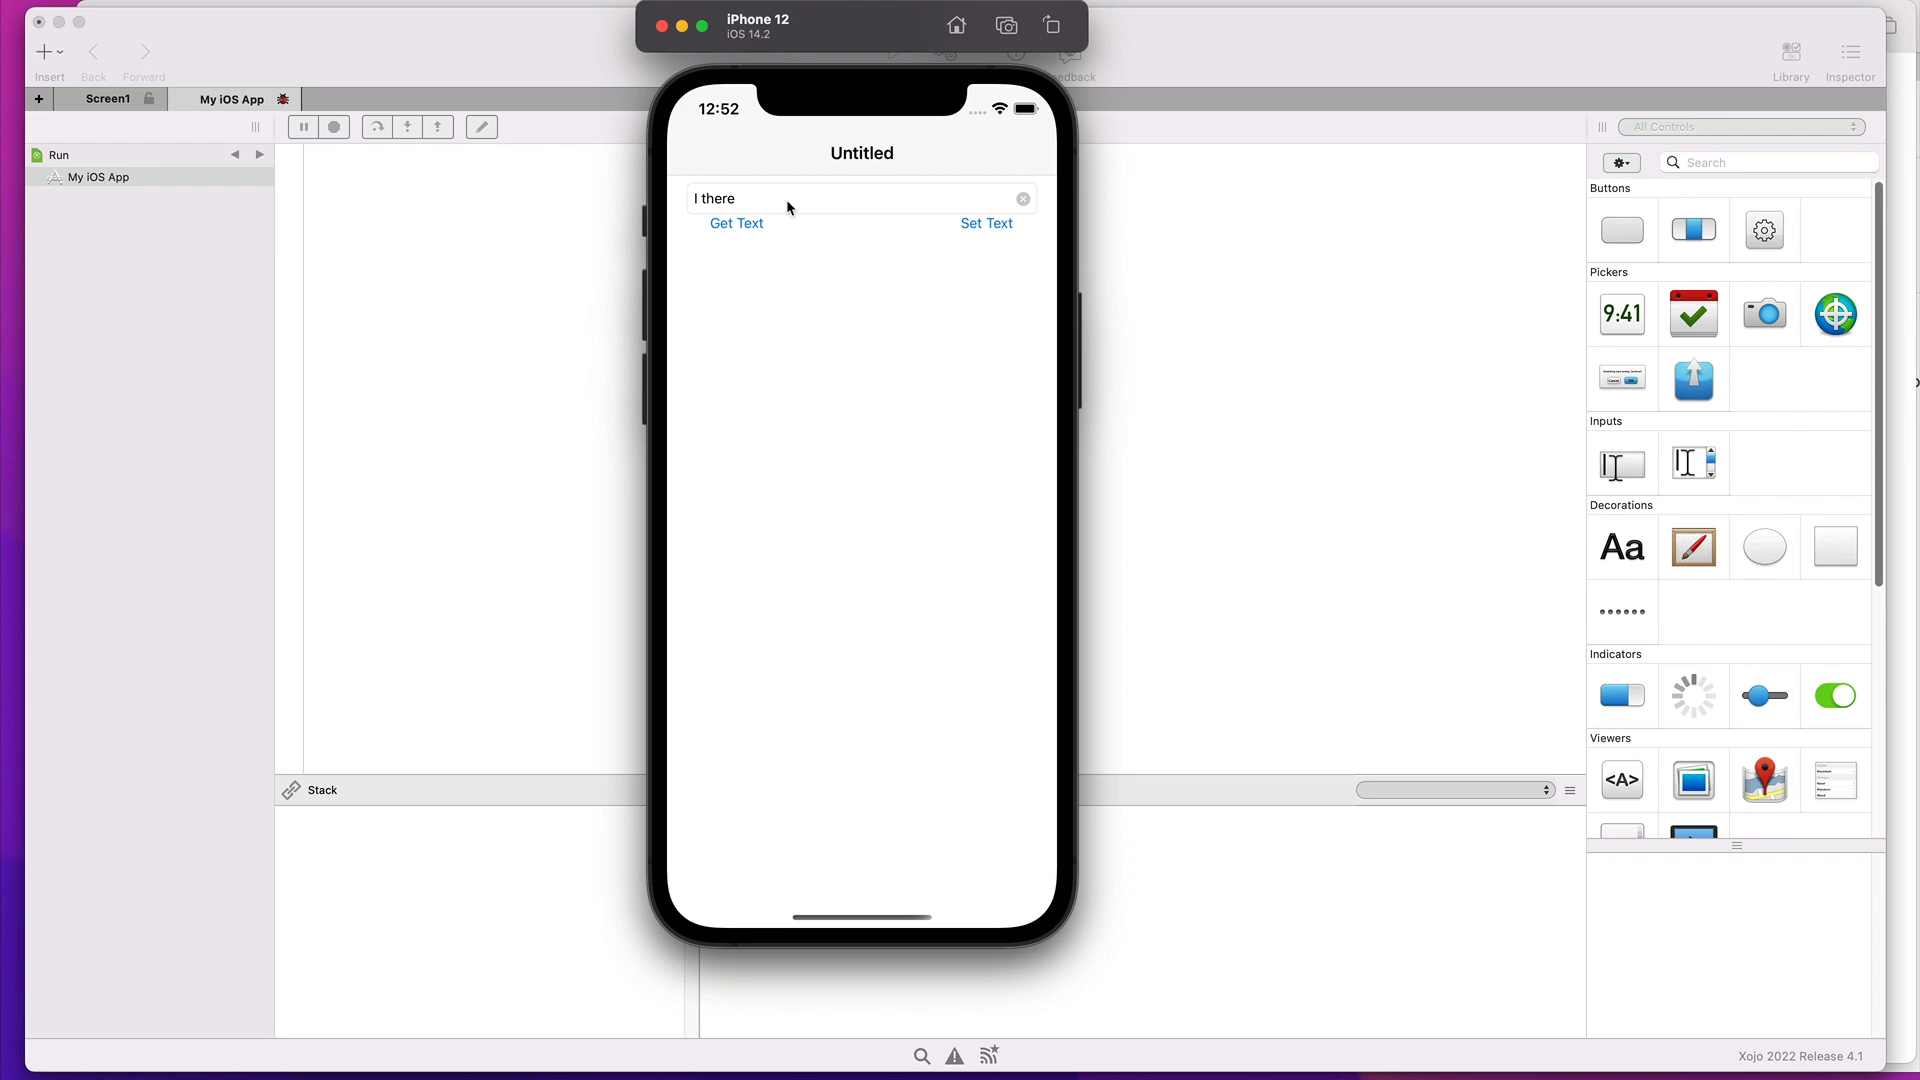 iPhone 12
iOS 14.2
Insert
Back
Forward
edback
Library
Inspector
Screen1
My iOS App
12:52
All Controls
Run
Untitled
Search
My iOS App
Buttons
I there
Get Text
Set Text
Pickers
9:41
Inputs
Decorations
Aa
Indicators
Viewers
<A>
Stack
Xojo 2022 Release 4.1